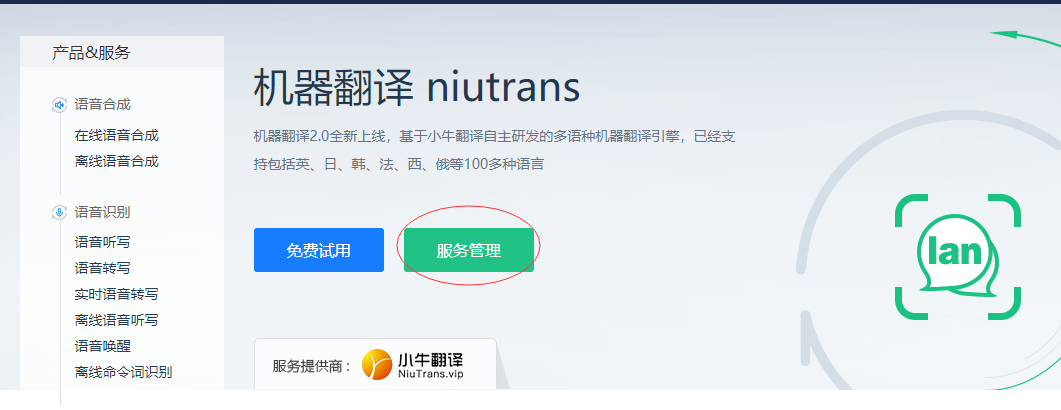 产品&服务
语音合成
在线语音合成
离线语音合成
语音识别
语音听写
语音转写
实时语音转写
离线语音听写
语音唤醒
离线命令词识别
机器翻译 niutrans
机器翻译2.0全新上线，基于小牛翻译自主研发的多语种机器翻译引擎，已经支
持包括英、日、韩、法、西、俄等100多种语言
免费试用
服务管理
服务提供商：
小牛翻译
NiuTrans.vip
lan